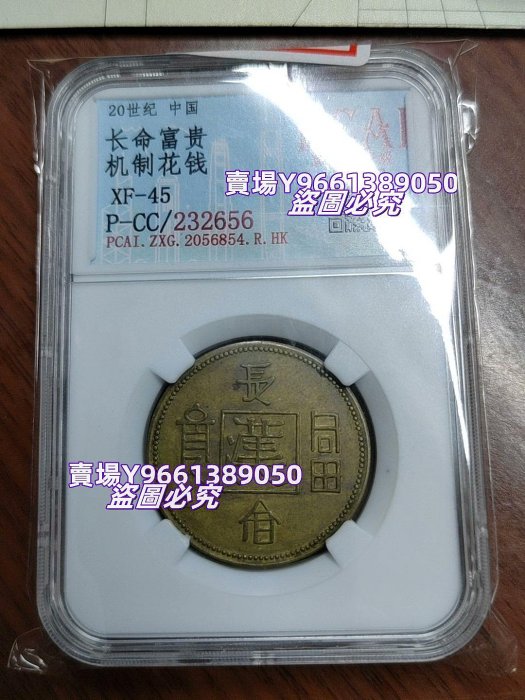 20世纪 中国
长命富贵
机制花钱
XF-45
P-CC/232656
PCAI.ZXG.2056854.R.HK
賣場Y9661389050
盜圖必究
長
漢
命
賣場Y9661389050
盜圖必究